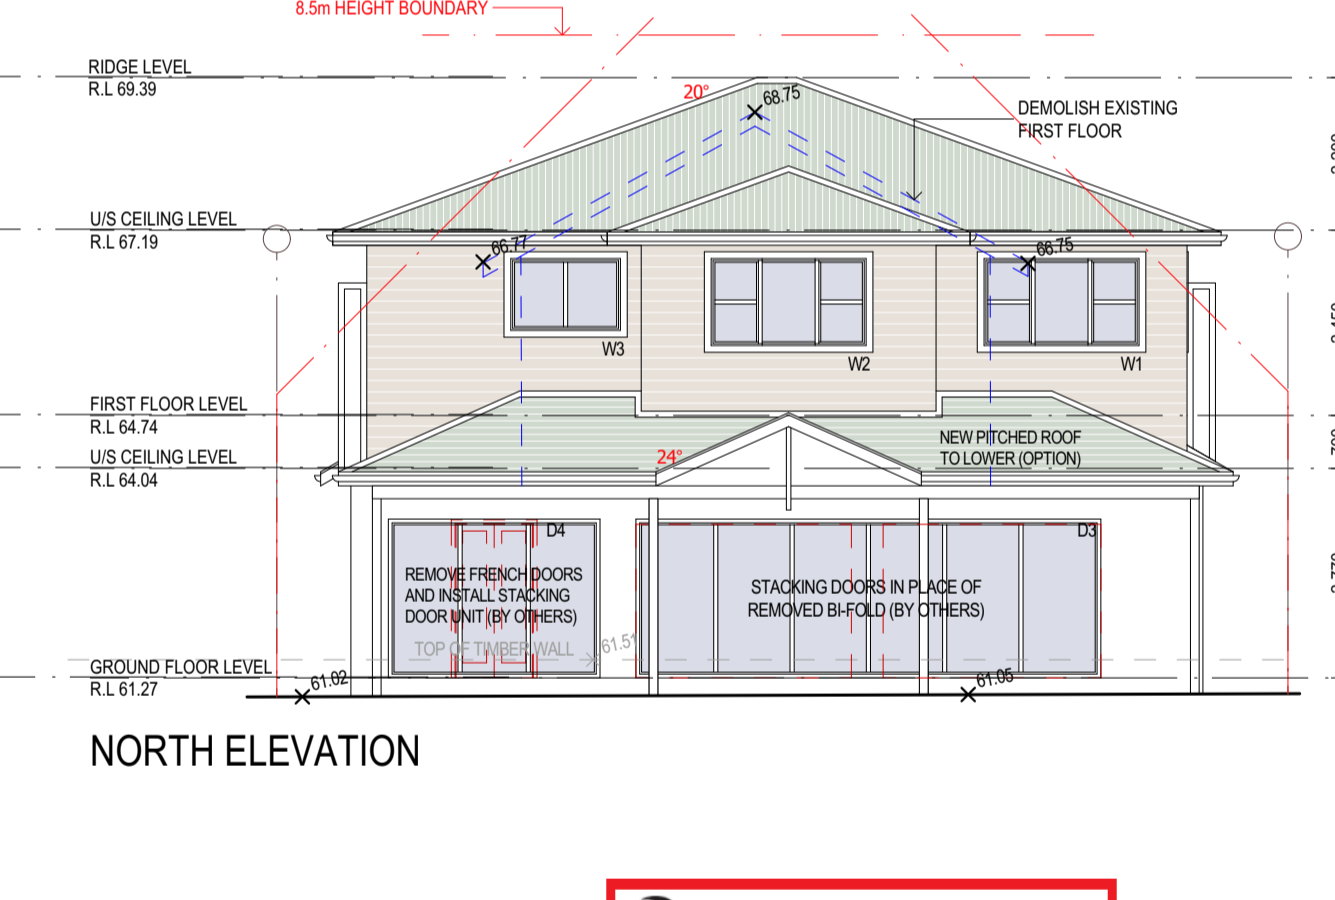 8.5m HEIGHT BOUNDARY
RIDGE LEVEL
R.L 69.39
20°
68.75
DEMOLISH EXISTING
FIRST FLOOR
U/S CEILING LEVEL
R.L 67.19
66.77
66.75
W3
W2
W1
FIRST FLOOR LEVEL
R.L 64.74
U/S CEILING LEVEL
R.L 64.04
24°
NEW PITCHED ROOF
TO LOWER (OPTION)
D4
D3
REMOVE FRENCH DOORS
AND INSTALL STACKING
DOOR UNIT (BY OTHERS)
STACKING DOORS IN PLACE OF
REMOVED BI-FOLD (BY OTHERS)
TOP OF TIMBER WALL
61.51
GROUND FLOOR LEVEL
R.L 61.27
61.02
61.05
NORTH ELEVATION